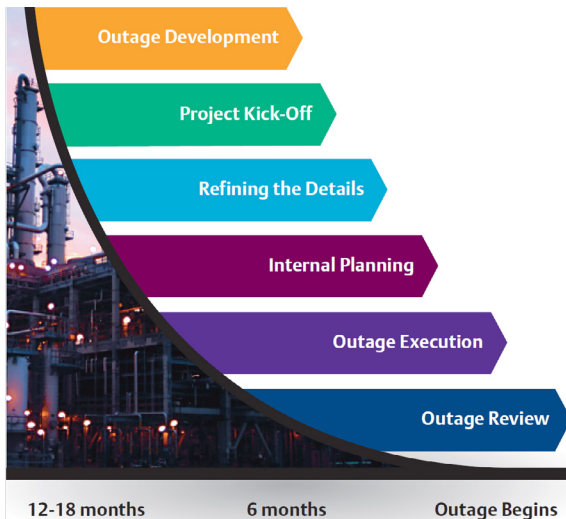 Outage Development
Project Kick-Off
Refining the Details
Internal Planning
Outage Execution
Outage Review
12-18 months 6 months Outage Begins